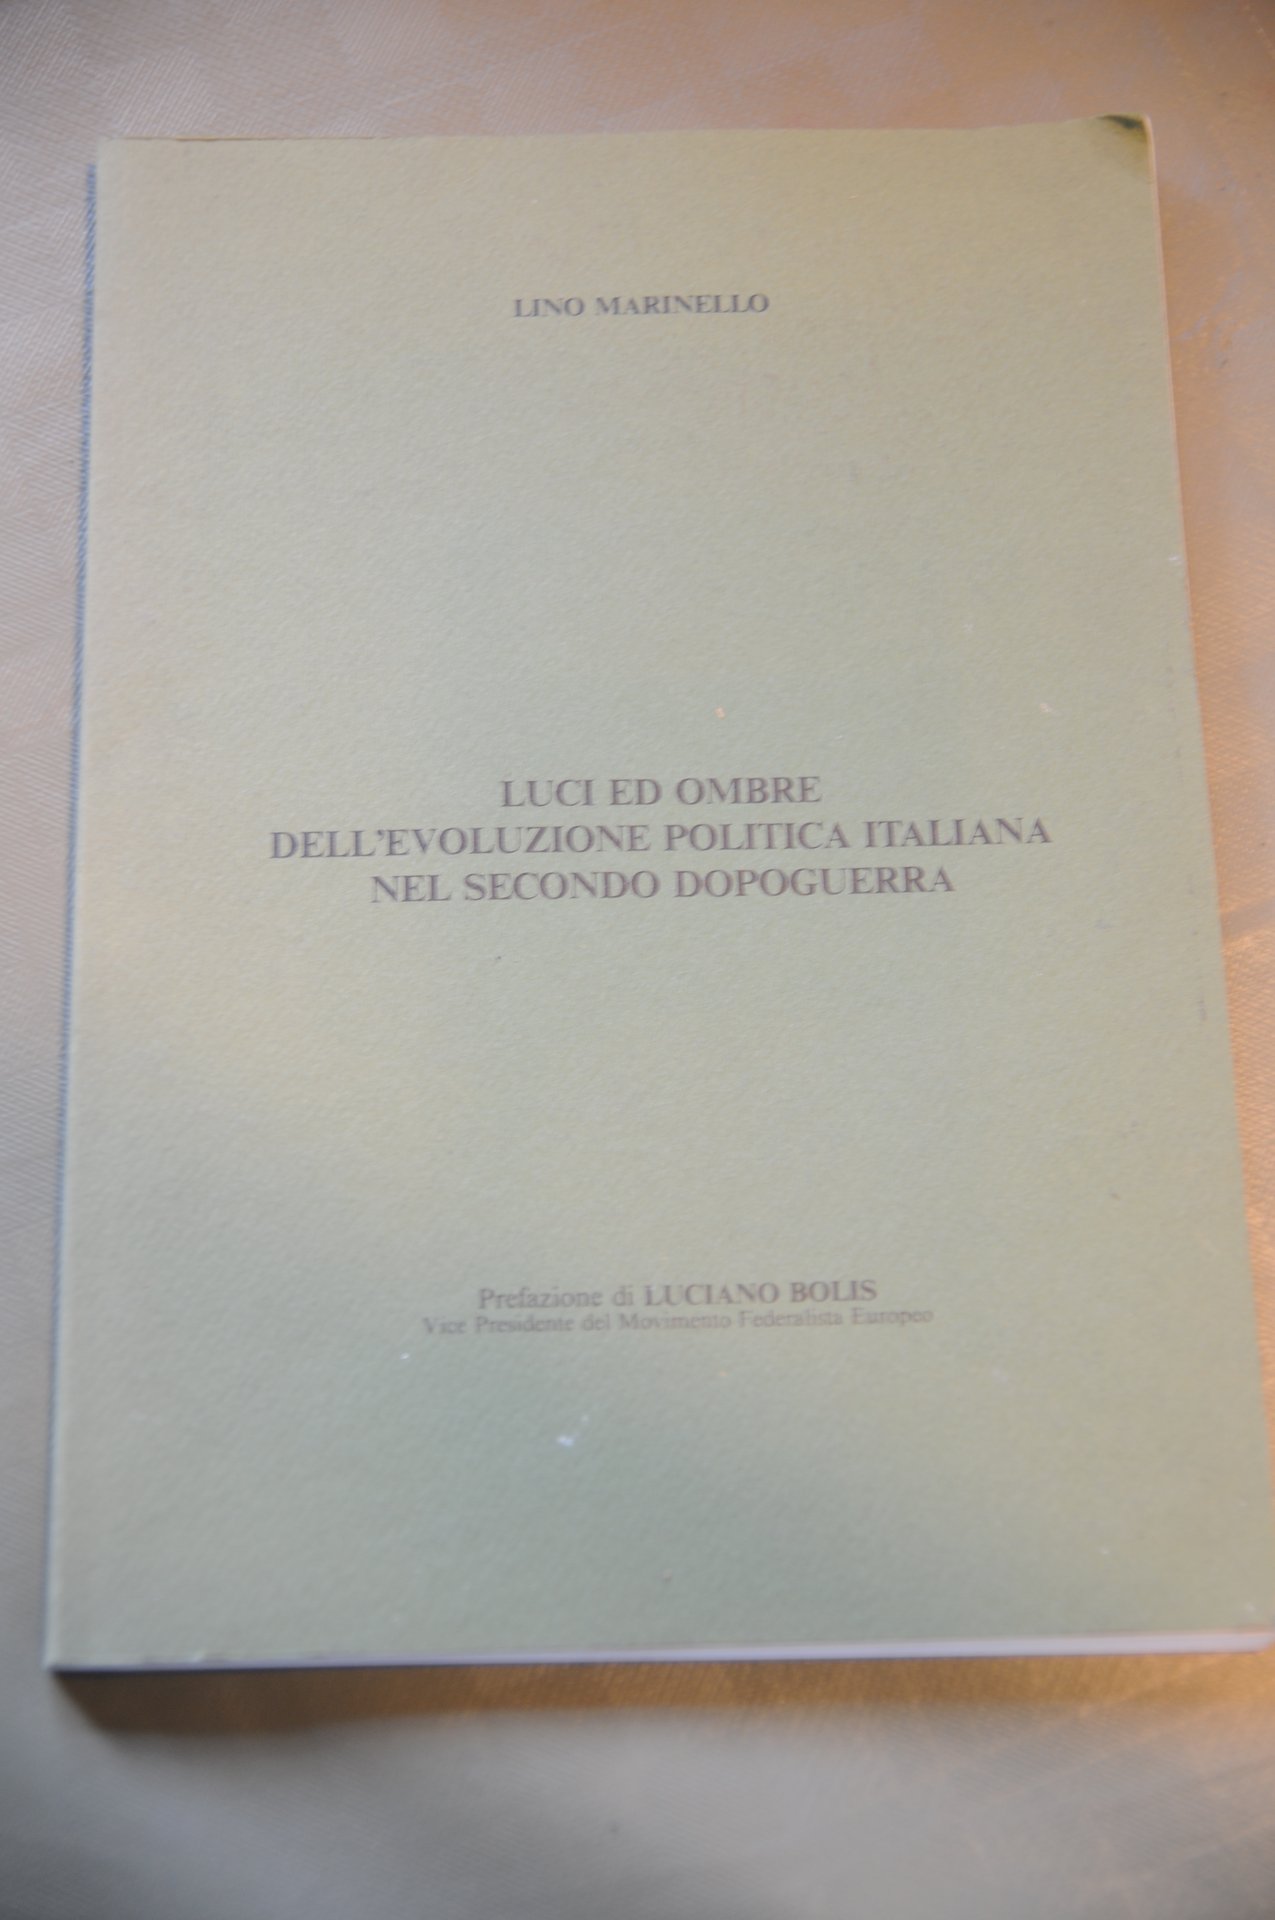 LINO MARINELLO
LUCI ED OMBRE
DELL'EVOLUZIONE POLITICA ITALIANA
NEL SECONDO DOPOGUERRA
Prefazione di LUCIANO BOLIS
Vice Presidente del Movimento Federalista Europeo